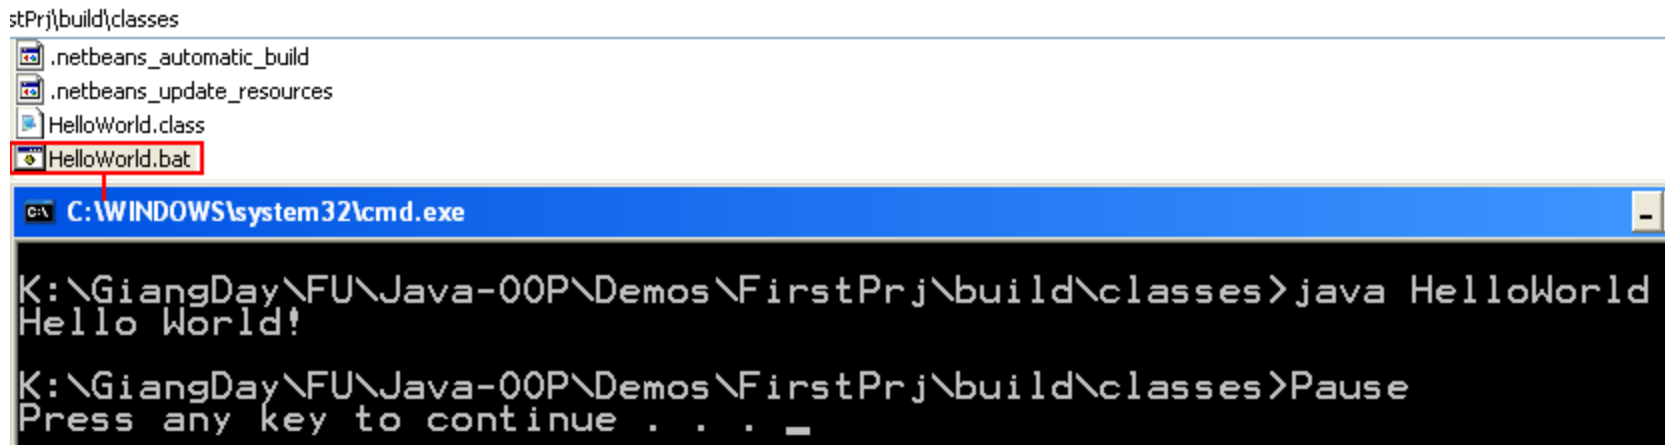 stPrj\build\classes
.netbeans_automatic_build
.netbeans_update_resources
HelloWorld.class
HelloWorld.bat
C:\WINDOWS\system32\cmd.exe
K:\GiangDay\FU\Java-OOP\Demos\FirstPrj\build\classes>java HelloWorld
Hello World!
K:\GiangDay\FU\Java-OOP\Demos\FirstPrj\build\classes>Pause
Press any key to continue . . . _